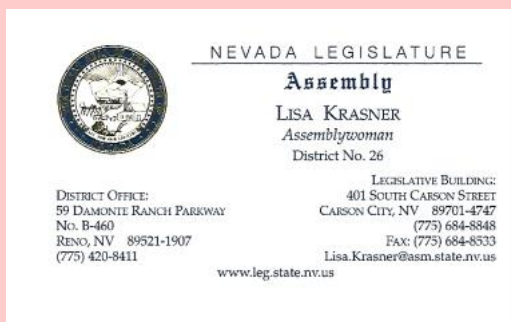 NEVADA LEGISLATURE
Assembly
LISA KRASNER
Assemblywoman
District No. 26
DISTRICT OFFICE:
59 DAMONTE RANCH PARKWAY
NO. B-460
RENO, NV 89521-1907
(775) 420-8411
LEGISLATIVE BUILDING:
401 SOUTH CARSON STREET
CARSON CITY, NV 89701-4747
(775) 684-8848
FAX: (775) 684-8533
Lisa.Krasner@asm.state.nv.us
www.leg.state.nv.us